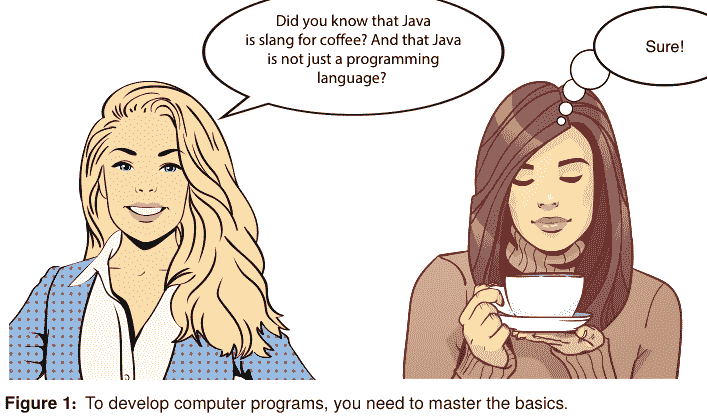 Did you know that Java
is slang for coffee? And that Java
is not just a programming
language?
Sure!
Figure 1: To develop computer programs, you need to master the basics.